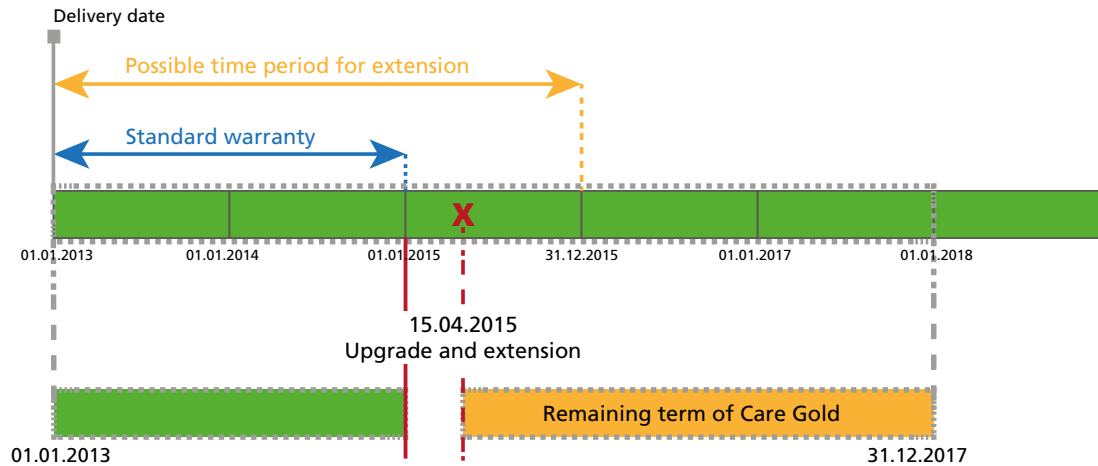 Delivery date
Possible time period for extension
Standard warranty
X
01.01.2013 01.01.2014 01.01.2015 31.12.2015 01.01.2017 01.01.2018
15.04.2015
Upgrade and extension
Remaining term of Care Gold
01.01.2013 31.12.2017